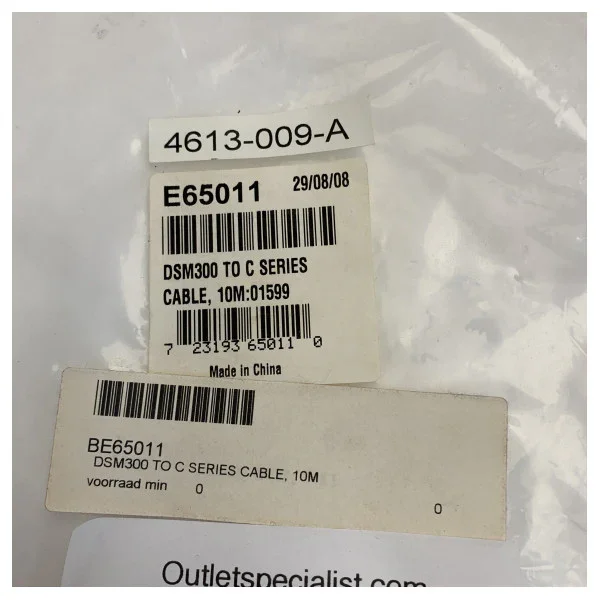 4613-009-A
E65011 29/08/08
DSM300 TO C SERIES
CABLE, 10M:01599
7 23193 65011 0
Made in China
BE65011
DSM300 TO C SERIES CABLE, 10M
voorraad min 0
0
Outletspecialist.com